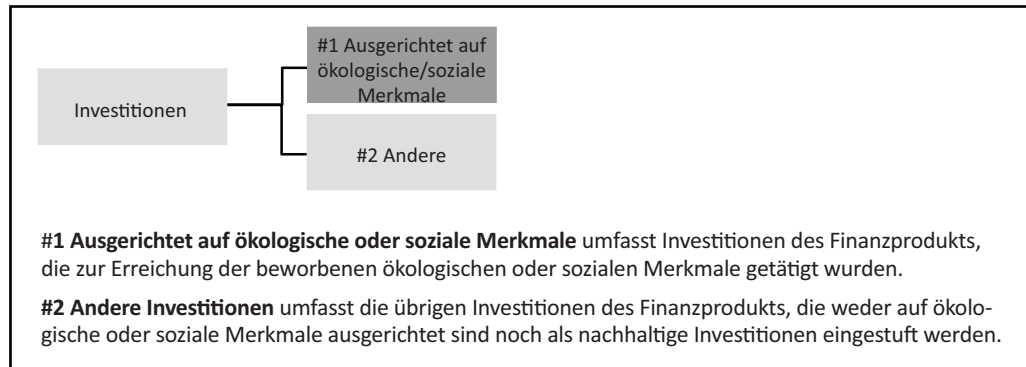 #1 Ausgerichtet auf
ökologische/soziale
Merkmale
Investitionen
#2 Andere
#1 Ausgerichtet auf ökologische oder soziale Merkmale umfasst Investitionen des Finanzprodukts,
die zur Erreichung der beworbenen ökologischen oder sozialen Merkmale getätigt wurden.
#2 Andere Investitionen umfasst die übrigen Investitionen des Finanzprodukts, die weder auf ökolo-
gische oder soziale Merkmale ausgerichtet sind noch als nachhaltige Investitionen eingestuft werden.